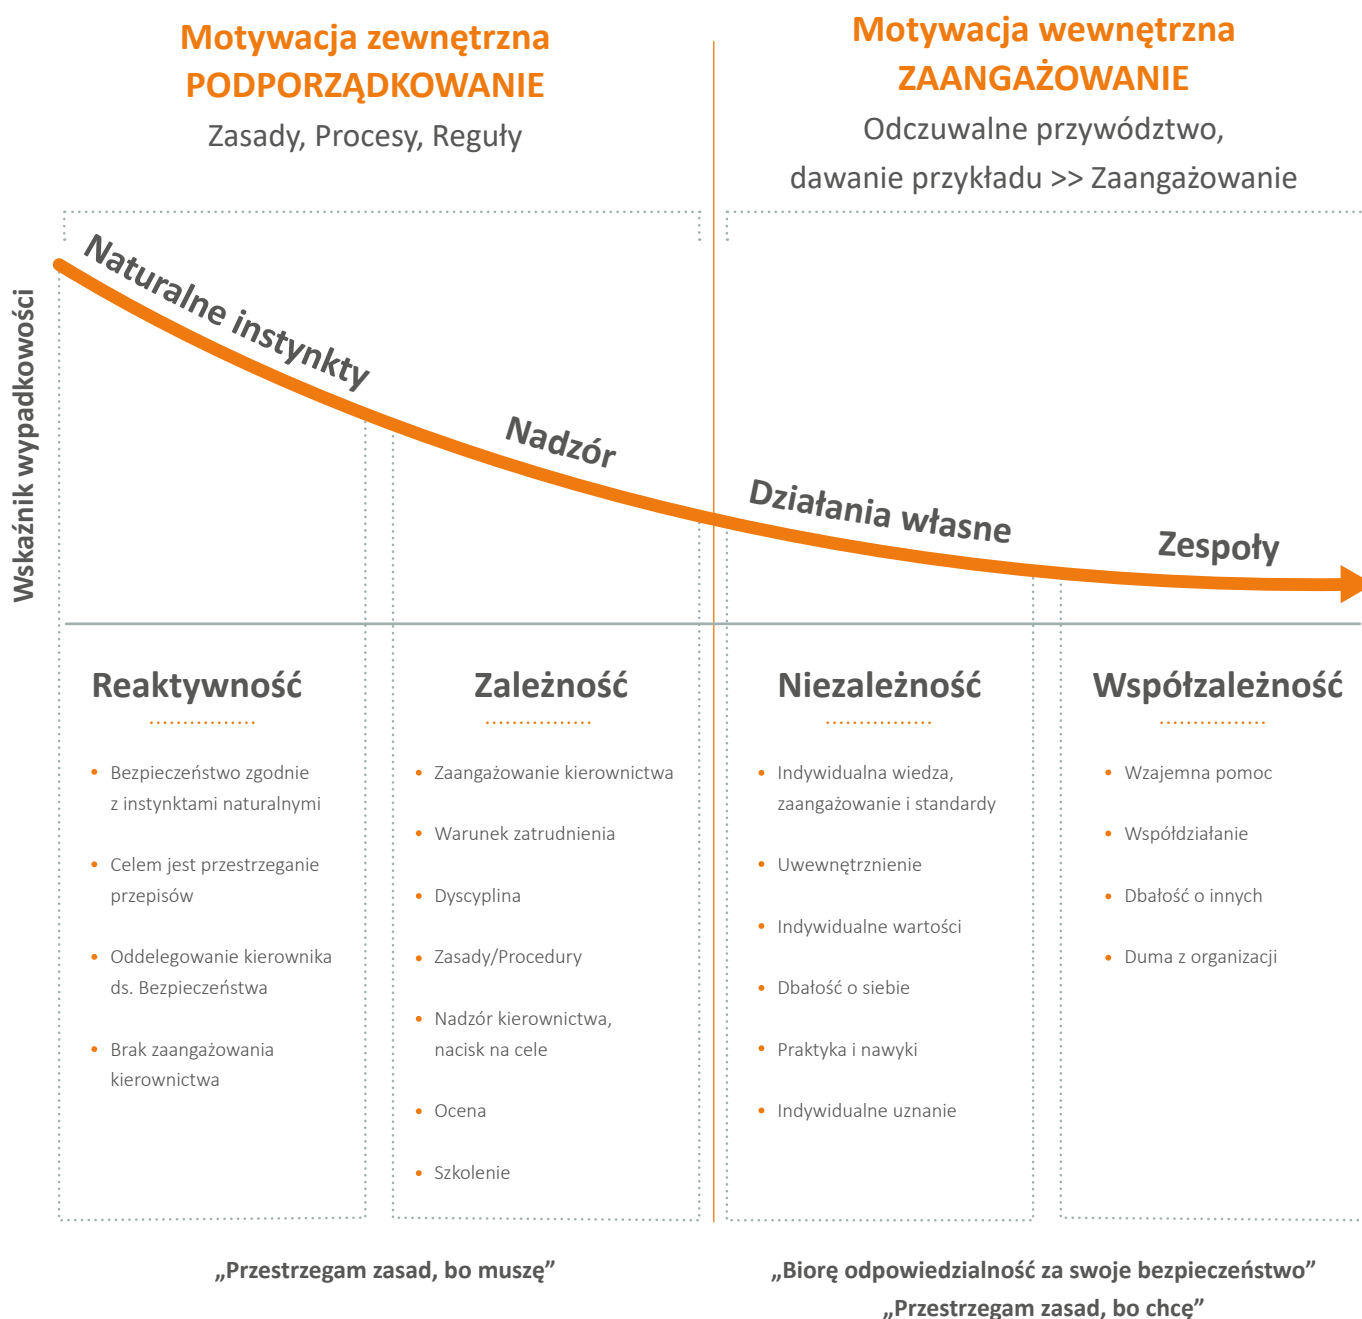 Motywacja zewnętrzna
PODPORZĄDKOWANIE
Zasady, Procesy, Reguły
Motywacja wewnętrzna
ZAANGAŻOWANIE
Odczuwalne przywództwo,
dawanie przykładu >> Zaangażowanie
Wskaźnik wypadkowości
Naturalne instynkty
Nadzór
Działania własne
Zespoły
Reaktywność
• Bezpieczeństwo zgodnie
z instynktami naturalnymi
• Celem jest przestrzeganie
przepisów
• Oddelegowanie kierownika
ds. Bezpieczeństwa
• Brak zaangażowania
kierownictwa
Zależność
• Zaangażowanie kierownictwa
• Warunek zatrudnienia
• Dyscyplina
• Zasady/Procedury
• Nadzór kierownictwa,
nacisk na cele
• Ocena
• Szkolenie
Niezależność
• Indywidualna wiedza,
zaangażowanie i standardy
• Uwewnętrznienie
• Indywidualne wartości
• Dbałość o siebie
• Praktyka i nawyki
• Indywidualne uznanie
Współzależność
• Wzajemna pomoc
• Współdziałanie
• Dbałość o innych
• Duma z organizacji
„Przestrzegam zasad, bo muszę”
„Biorę odpowiedzialność za swoje bezpieczeństwo”
„Przestrzegam zasad, bo chcę”